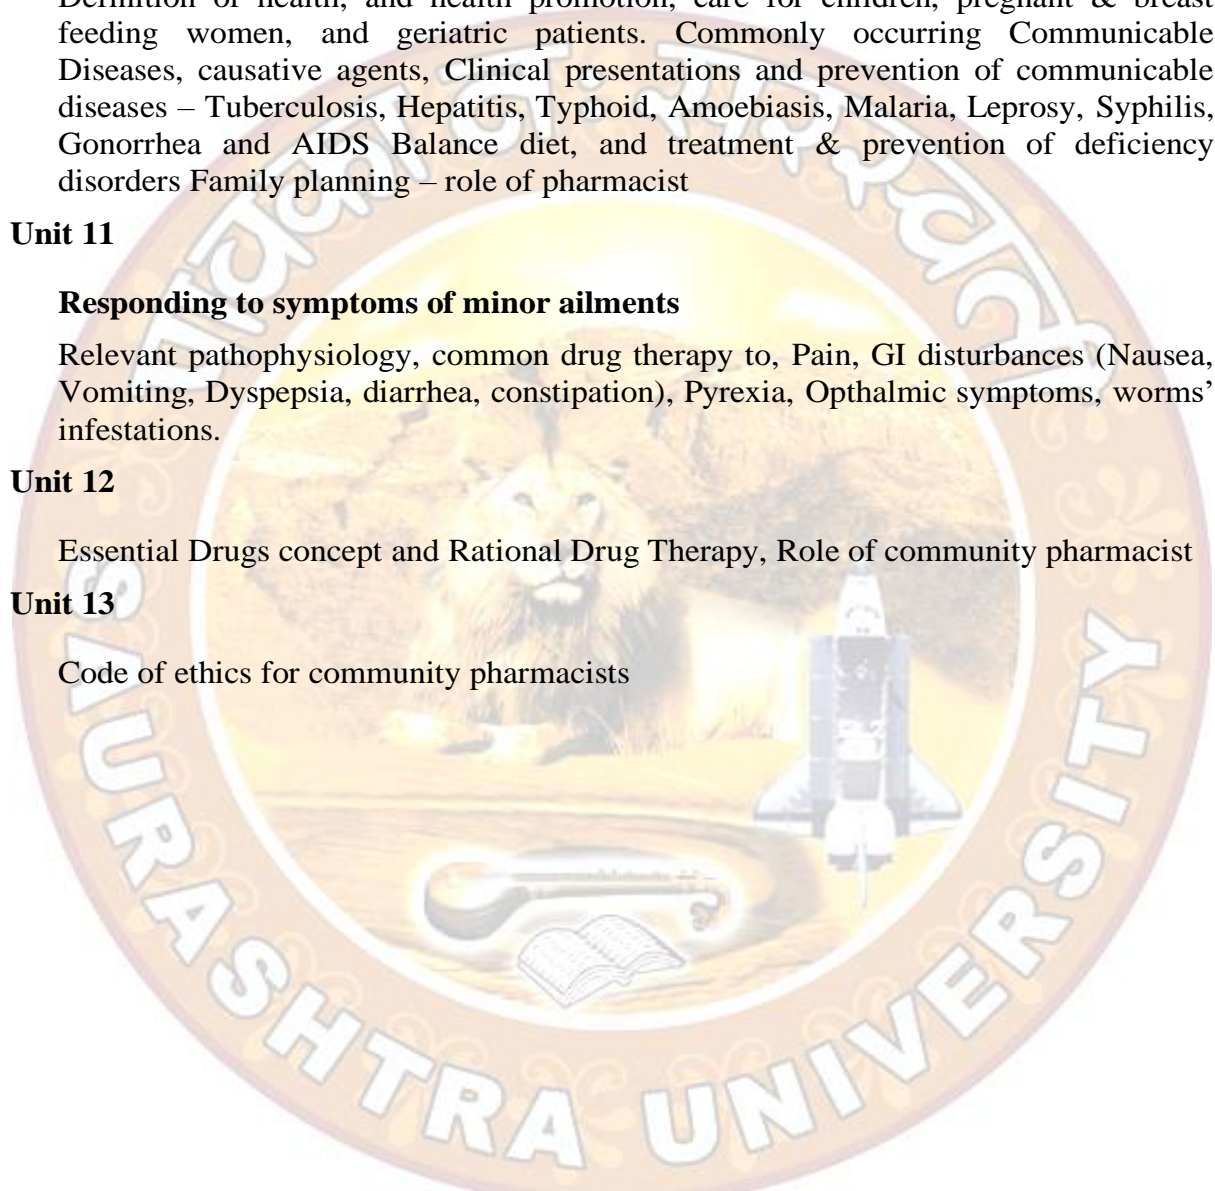 Definition of health, and health promotion, care for children, pregnant & breast
feeding women, and geriatric patients. Commonly occurring Communicable
Diseases, causative agents, Clinical presentations and prevention of communicable
diseases – Tuberculosis, Hepatitis, Typhoid, Amoebiasis, Malaria, Leprosy, Syphilis,
Gonorrhea and AIDS Balance diet, and treatment & prevention of deficiency
disorders Family planning – role of pharmacist
Unit 11
Responding to symptoms of minor ailments
Relevant pathophysiology, common drug therapy to, Pain, GI disturbances (Nausea,
Vomiting, Dyspepsia, diarrhea, constipation), Pyrexia, Opthalmic symptoms, worms’
infestations.
Unit 12
Essential Drugs concept and Rational Drug Therapy, Role of community pharmacist
Unit 13
Code of ethics for community pharmacists
SAURASHTRA UNIVERSITY